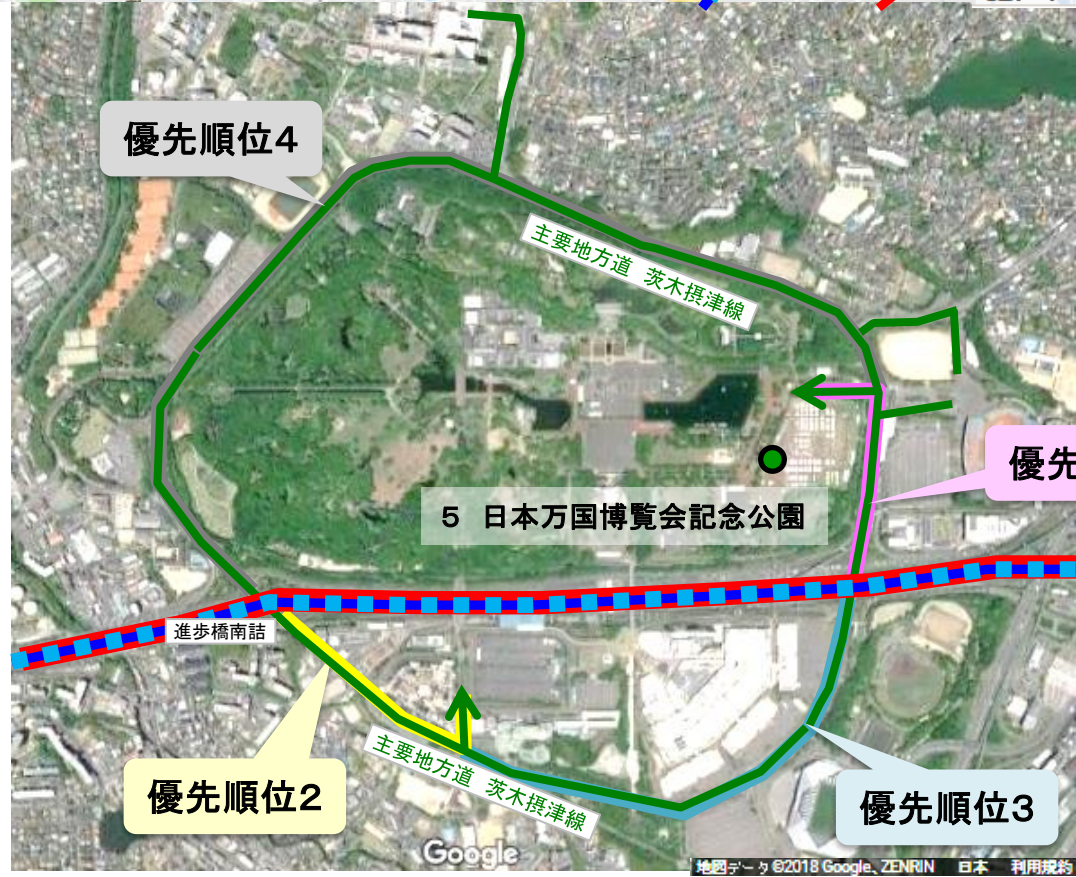 優先順位4
主要地方道　茨木摂津線
優先
5　日本万国博覧会記念公園
進歩橋南詰
主要地方道　茨木摂津線
優先順位2
優先順位3
Google
地図データ ©2018 Google、ZENRIN　日本　利用規約